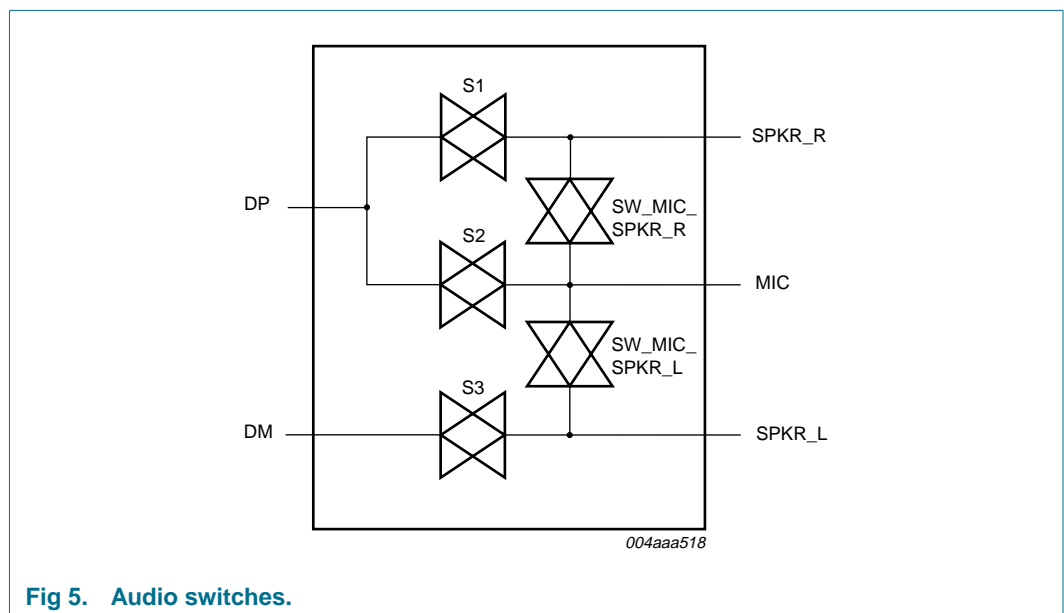 S1
SPKR_R
SW_MIC_
SPKR_R
DP
S2
MIC
SW_MIC_
SPKR_L
S3
DM
SPKR_L
004aaa518
Fig 5. Audio switches.